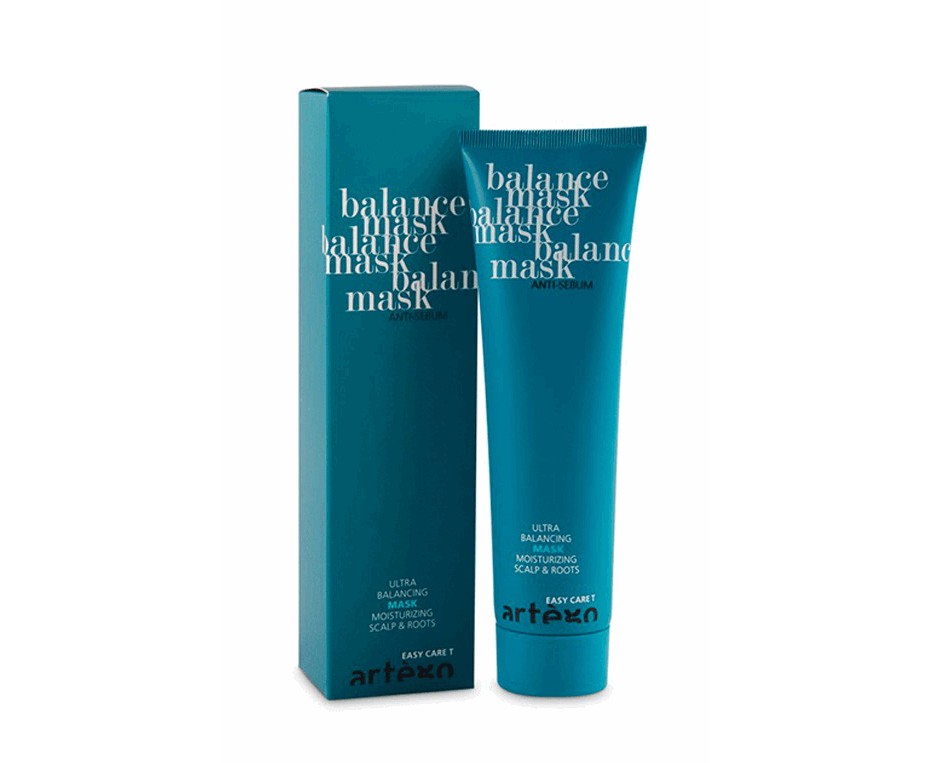 balance
mask
balance
mask
balan
mask
ANTI-SEBUM
ULTRA
BALANCING
MASK
MOISTURIZING
SCALP & ROOTS
EASY CARE T
artègo
balance
mask
balance
mask
balanc
mask
ANTI-SEBUM
ULTRA
BALANCING
MASK
MOISTURIZING
SCALP & ROOTS
EASY CARE T
artègo